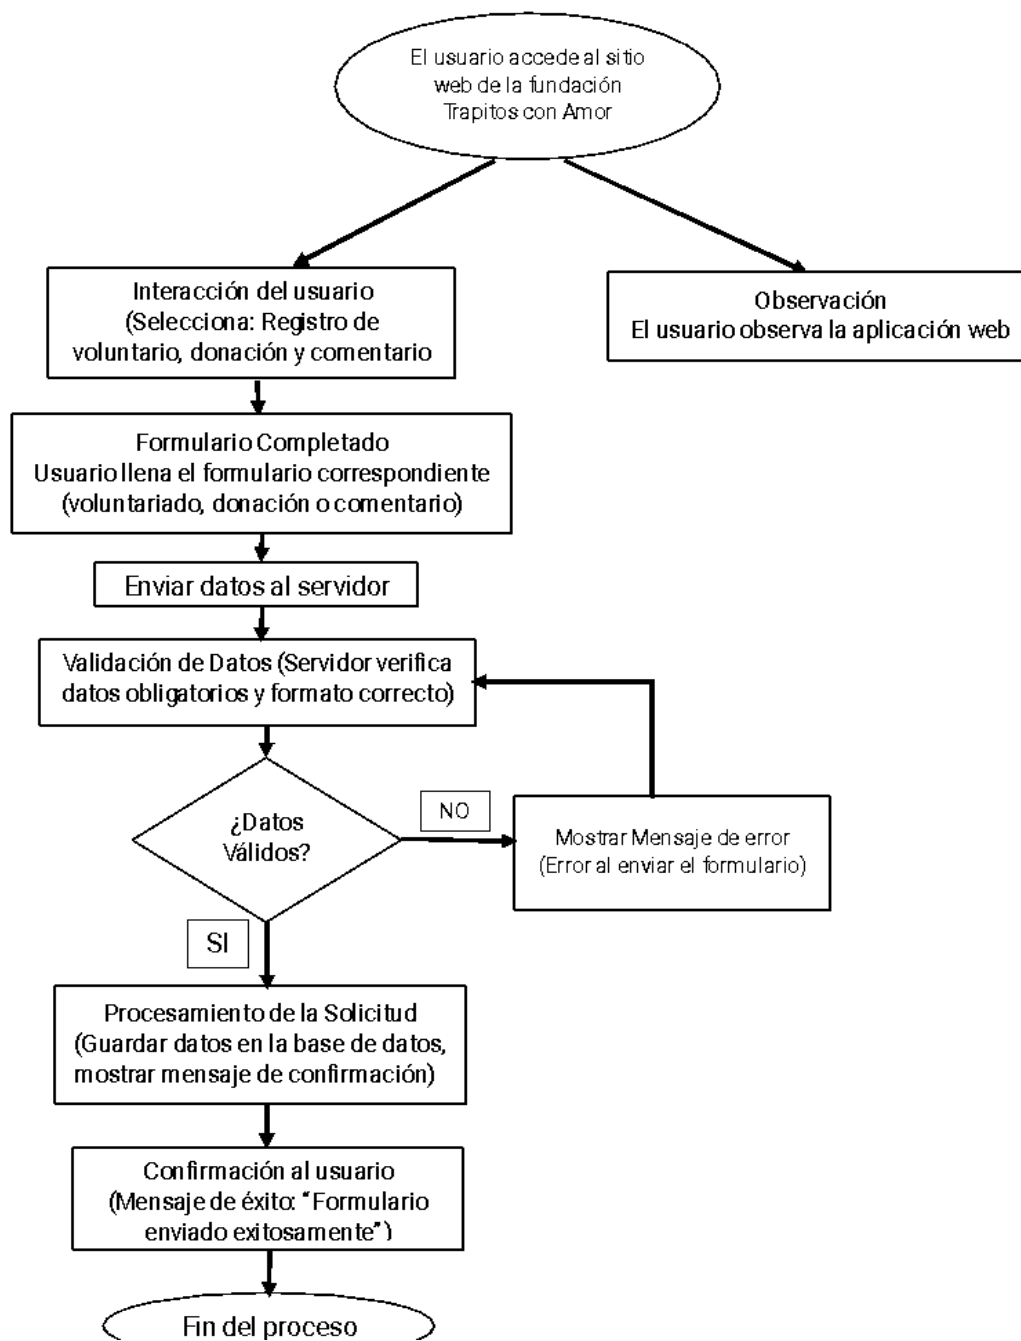 El usuario accede al sitio
web de la fundación
Trapitos con Amor
Interacción del usuario
(Selecciona: Registro de
voluntario, donación y comentario
Observación
El usuario observa la aplicación web
Formulario Completado
Usuario llena el formulario correspondiente
(voluntariado, donación o comentario)
Enviar datos al servidor
Validación de Datos (Servidor verifica
datos obligatorios y formato correcto)
¿Datos
Válidos?
NO
Mostrar Mensaje de error
(Error al enviar el formulario)
SI
Procesamiento de la Solicitud
(Guardar datos en la base de datos,
mostrar mensaje de confirmación)
Confirmación al usuario
(Mensaje de éxito: “Formulario
enviado exitosamente”)
Fin del proceso